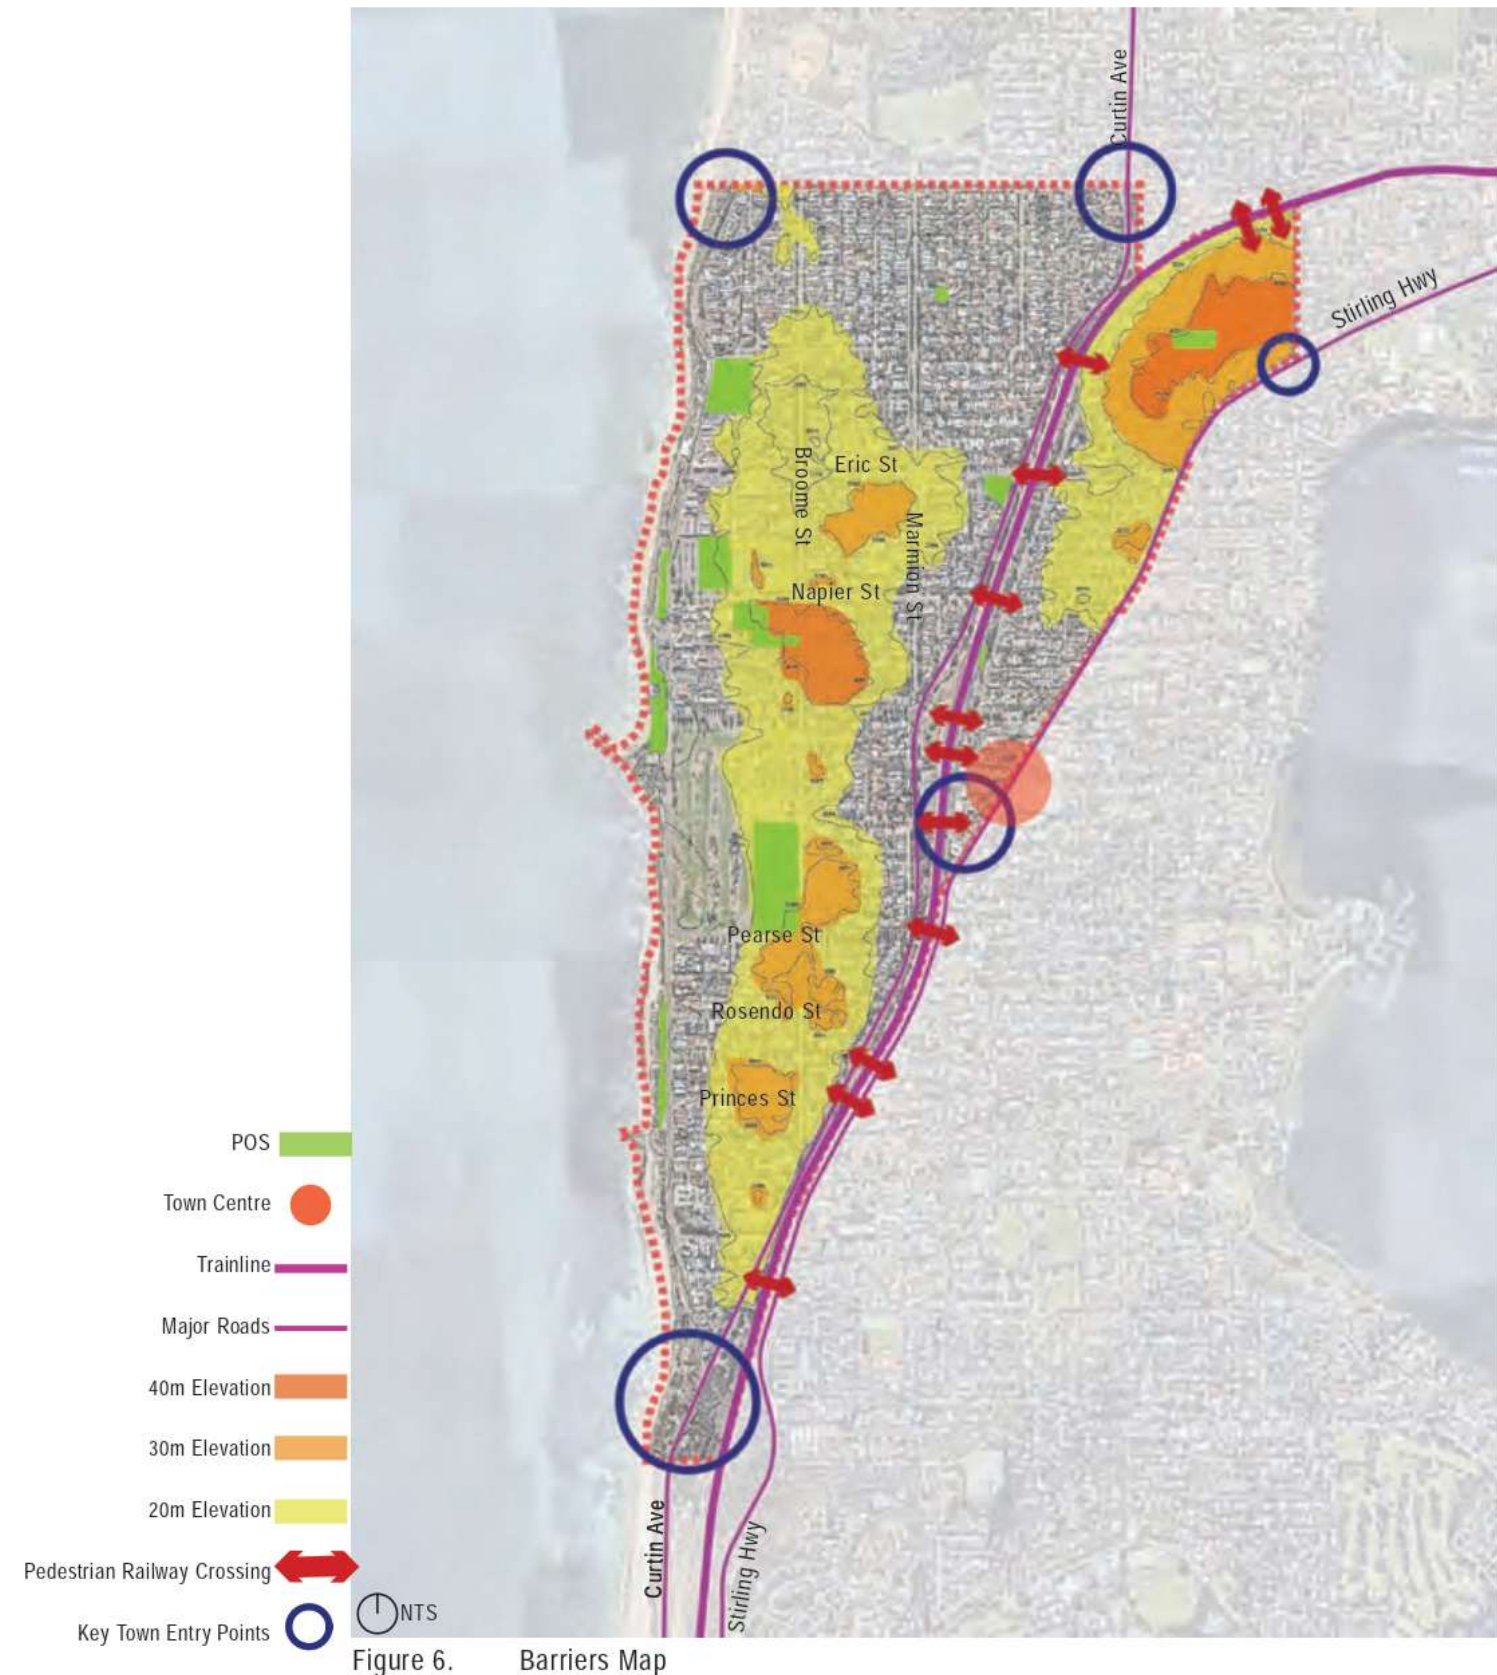 Curtin Ave
Stirling Hwy
Eric St
Broome St
Marmion St
Napier St
Pearse St
Rosendo St
Princes St
POS
Town Centre
Trainline
Major Roads
40m Elevation
30m Elevation
20m Elevation
Pedestrian Railway Crossing
Key Town Entry Points
NTS
Curtin Ave
Stirling Hwy
Figure 6. Barriers Map